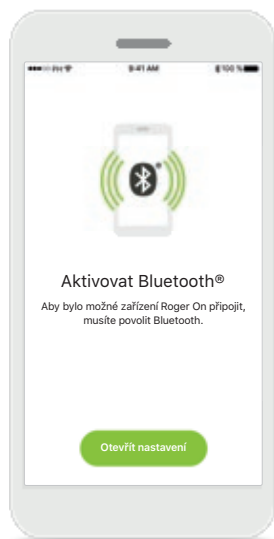 9:41 AM
100 %
Aktivovat Bluetooth®
Aby bylo možné zařízení Roger On připojit,
musíte povolit Bluetooth.
Otevřít nastavení